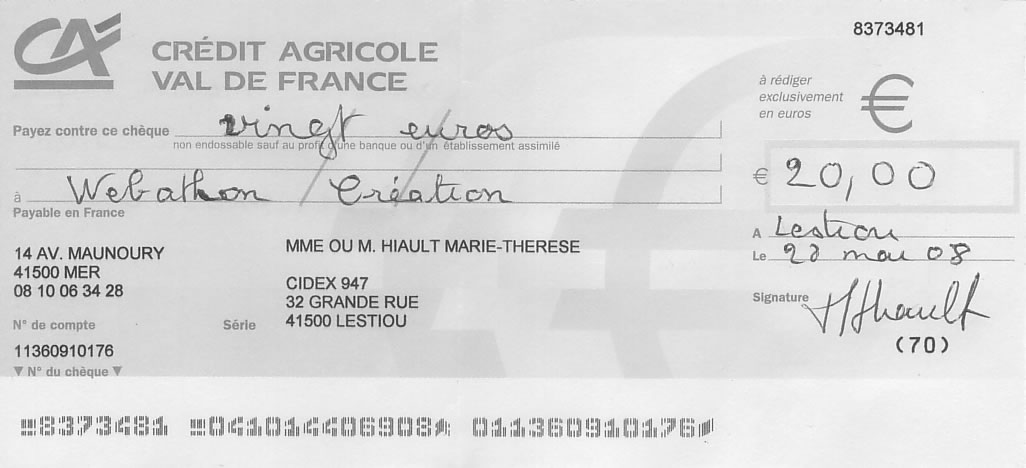 8373481
CA
CRÉDIT AGRICOLE
VAL DE FRANCE
à rédiger
exclusivement
en euros
€
Payez contre ce chèque vingt euros
non endossable sauf au profit d'une banque ou d'un établissement assimilé
€ 20,00
à Webathon Création
Payable en France
A Lestiou
Le 28 mai 08
14 AV. MAUNOURY
41500 MER
08 10 06 34 28
MME OU M. HIAULT MARIE-THERESE
CIDEX 947
32 GRANDE RUE
41500 LESTIOU
Signature Hiault
(70)
N° de compte
Série
11360910176
▼ N° du chèque ▼
8373481 041014406908 011360910176